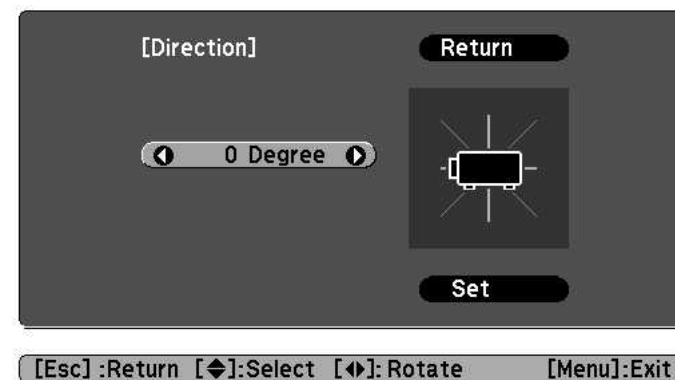 [Direction]
Return
0 Degree
Set
[Esc] :Return [◆]:Select [◆]: Rotate [Menu]:Exit